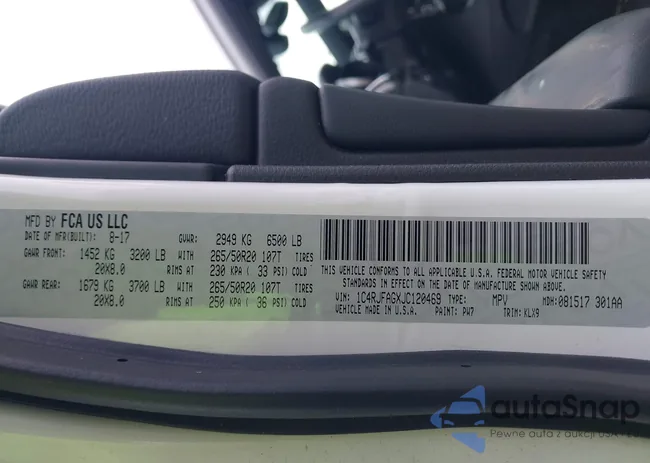 MFD BY FCA US LLC
DATE OF MFR(BUILT): 8-17 GVWR: 2949 KG 6500 LB
GAWR FRONT: 1452 KG 3200 LB WITH 265/50R20 107T TIRES
20X8.0 RIMS AT 230 KPA ( 33 PSI) COLD
GAWR REAR: 1679 KG 3700 LB WITH 265/50R20 107T TIRES
20X8.0 RIMS AT 250 KPA ( 36 PSI) COLD
THIS VEHICLE CONFORMS TO ALL APPLICABLE U.S.A. FEDERAL MOTOR VEHICLE SAFETY
STANDARDS IN EFFECT ON THE DATE OF MANUFACTURE SHOWN ABOVE.
VIN: 1C4RJFAGXJC120469 TYPE: MPV MDH: 081517 301AA
VEHICLE MADE IN U.S.A. PAINT: PW7 TRIM: KLX9
autoSnap
Pewne auta z aukcji USA